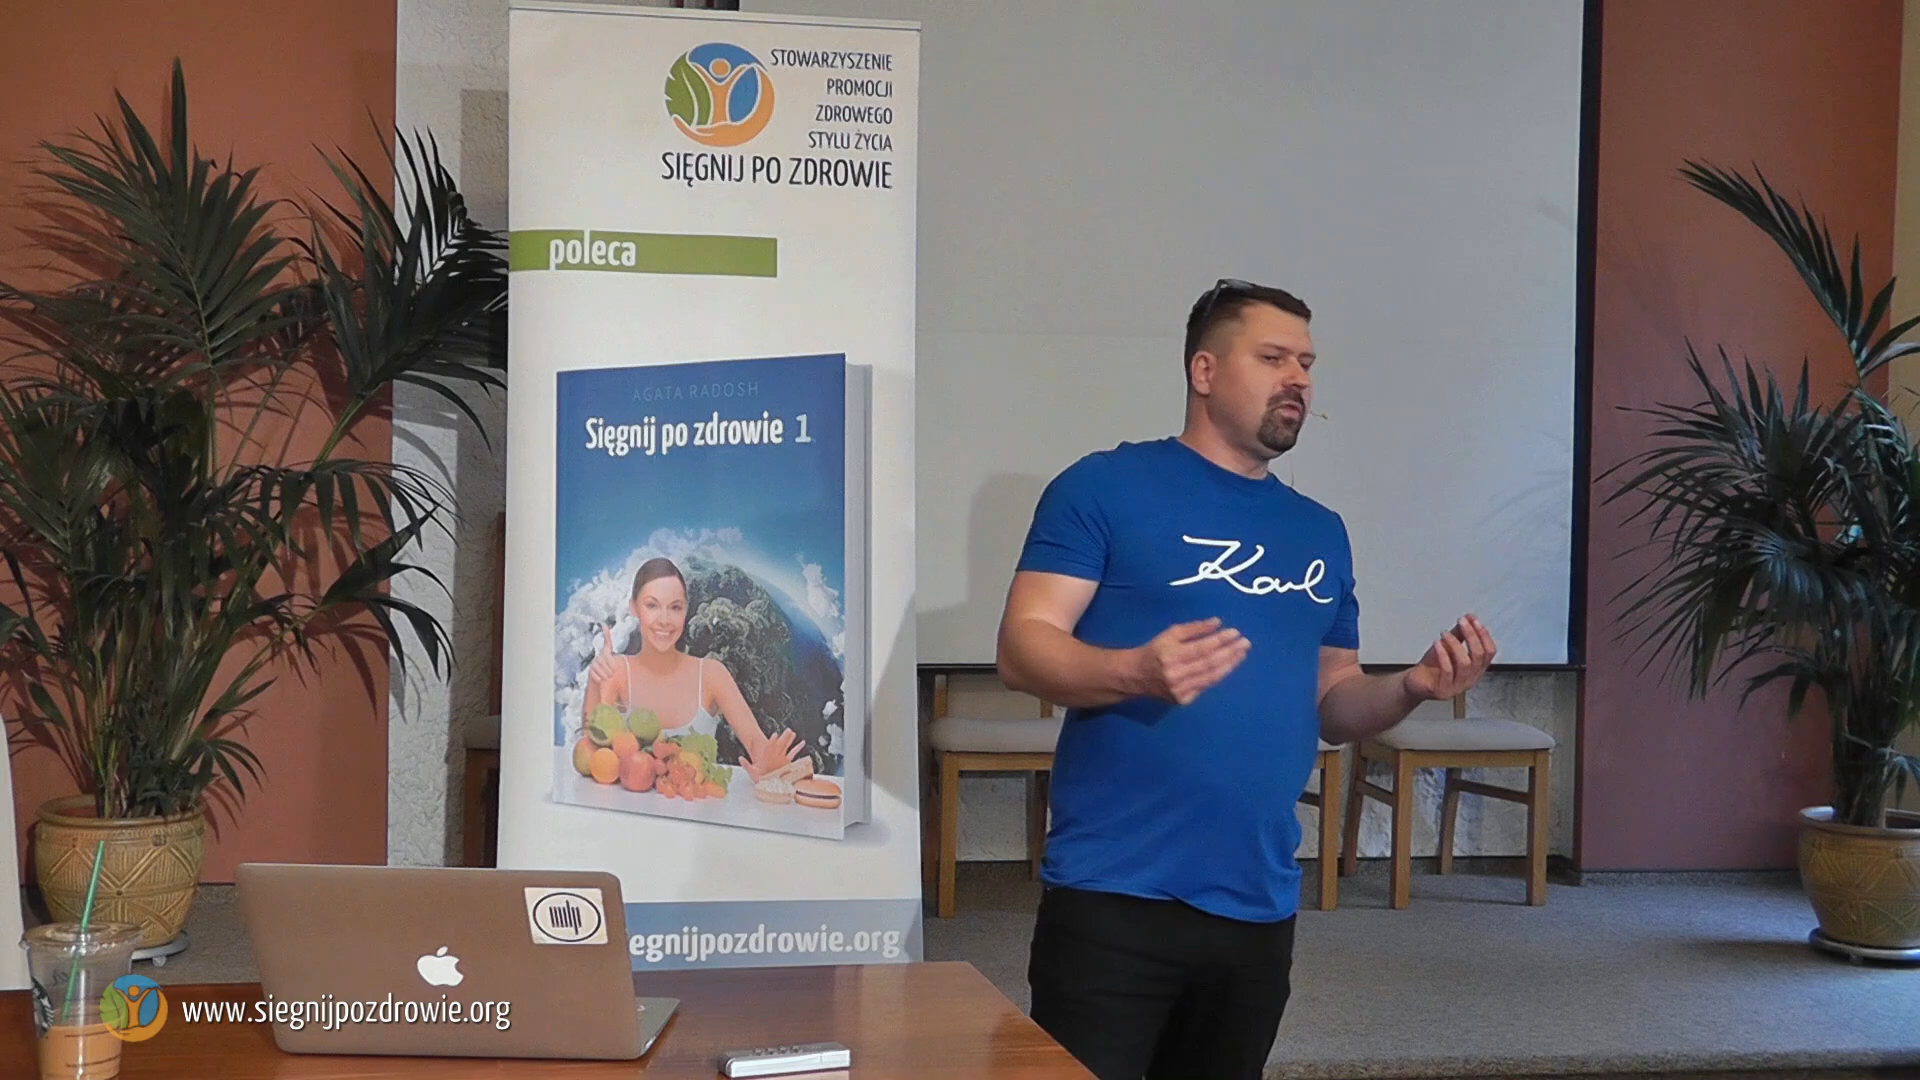 STOWARZYSZENIE
PROMOCJI
ZDROWEGO
STYLU ŻYCIA
SIĘGNIJ PO ZDROWIE
poleca
AGATA RADOSH
Sięgnij po zdrowie 1
Karl
mdp
egnijpozdrowie.org
www.siegnijpozdrowie.org